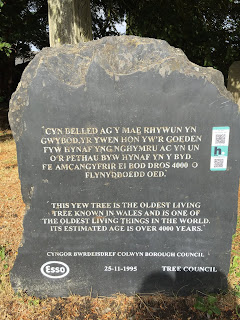 "CYN BELLED AG Y MAE RHYWUN YN
GWYBOD, YR YWEN HON YW'R GOEDEN
FYW HYNAF YNG NGHYMRU AC YN UN
O'R PETHAU BYW HYNAF YN Y BYD.
FE AMCANGYFRIR EI BOD DROS 4000 O
FLYNYDDOEDD OED."
"THIS YEW TREE IS THE OLDEST LIVING
TREE KNOWN IN WALES AND IS ONE OF
THE OLDEST LIVING THINGS IN THE WORLD.
ITS ESTIMATED AGE IS OVER 4000 YEARS."
CYNGOR BWRDEISDREF COLWYN BOROUGH COUNCIL
Esso 25-11-1995 TREE COUNCIL